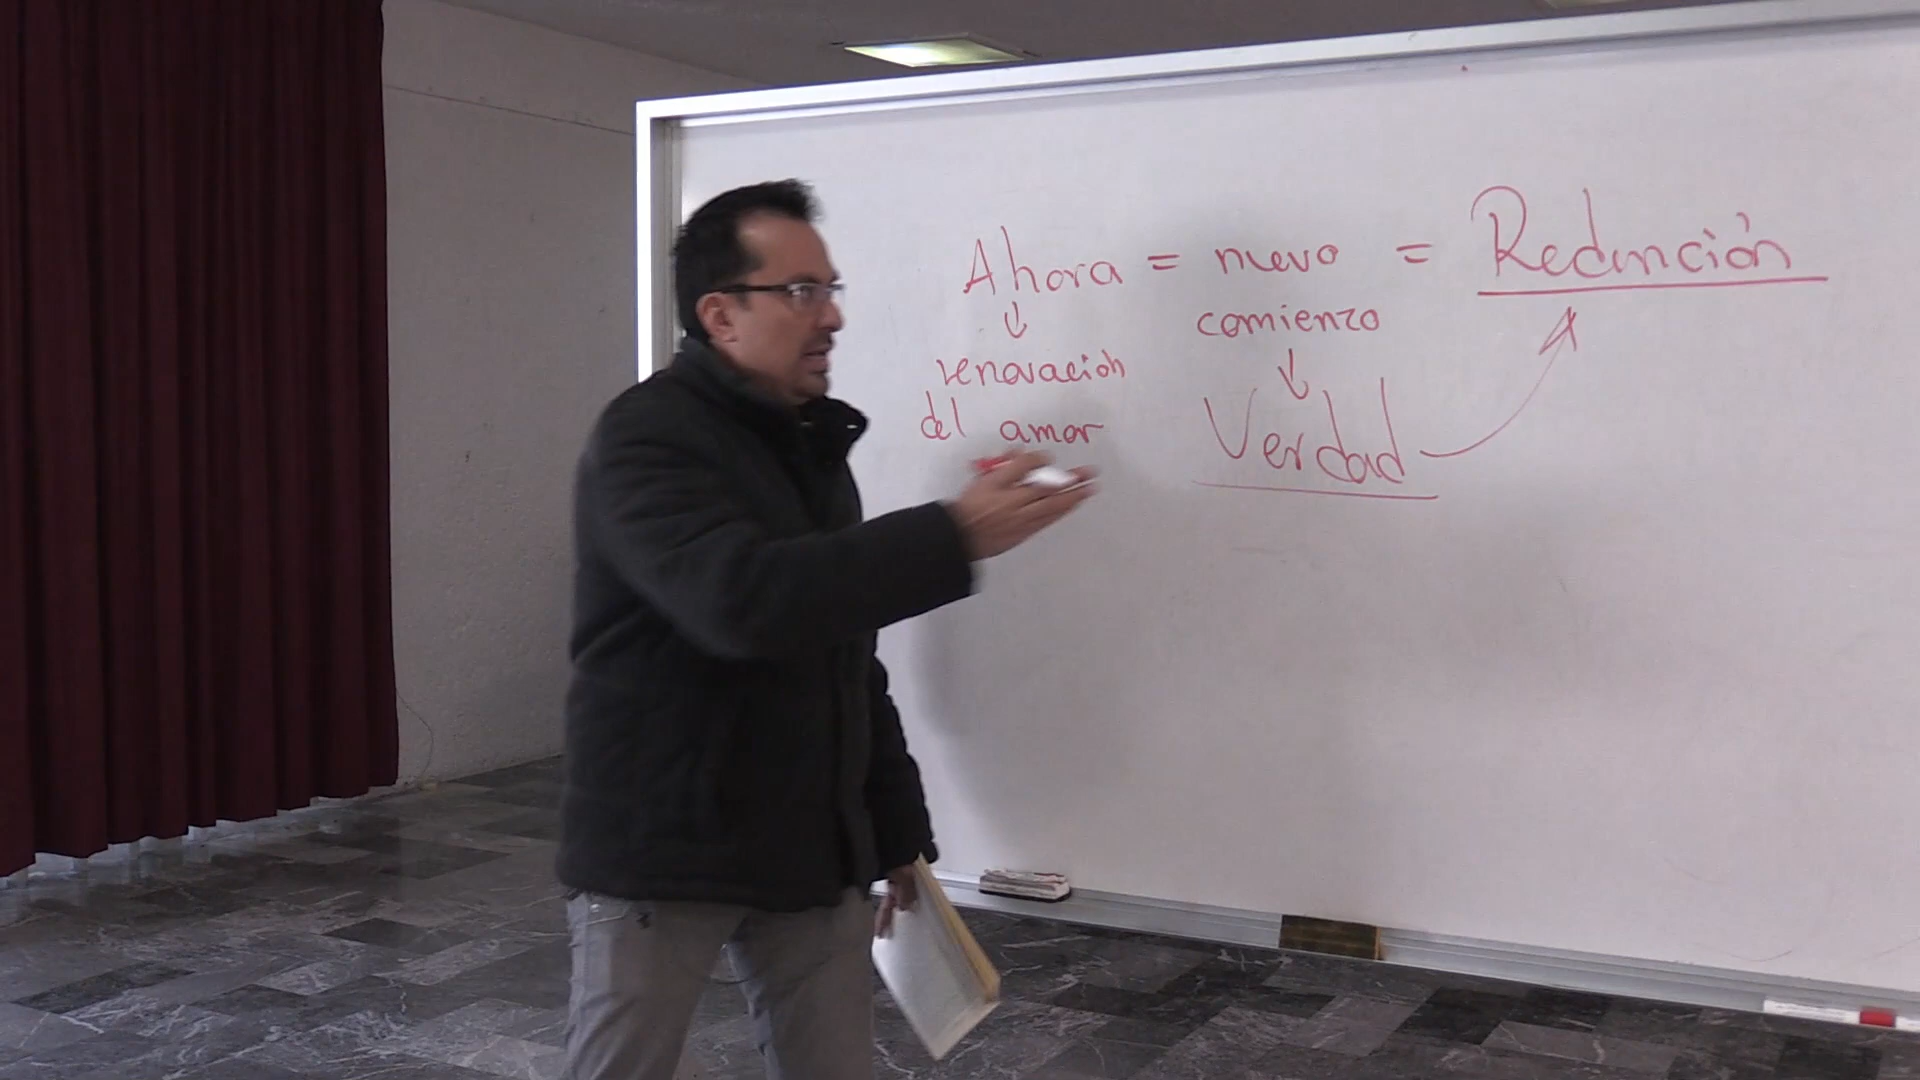 Ahora = nuevo = Redención
↓ comienzo
renovación ↓
del amor Verdad